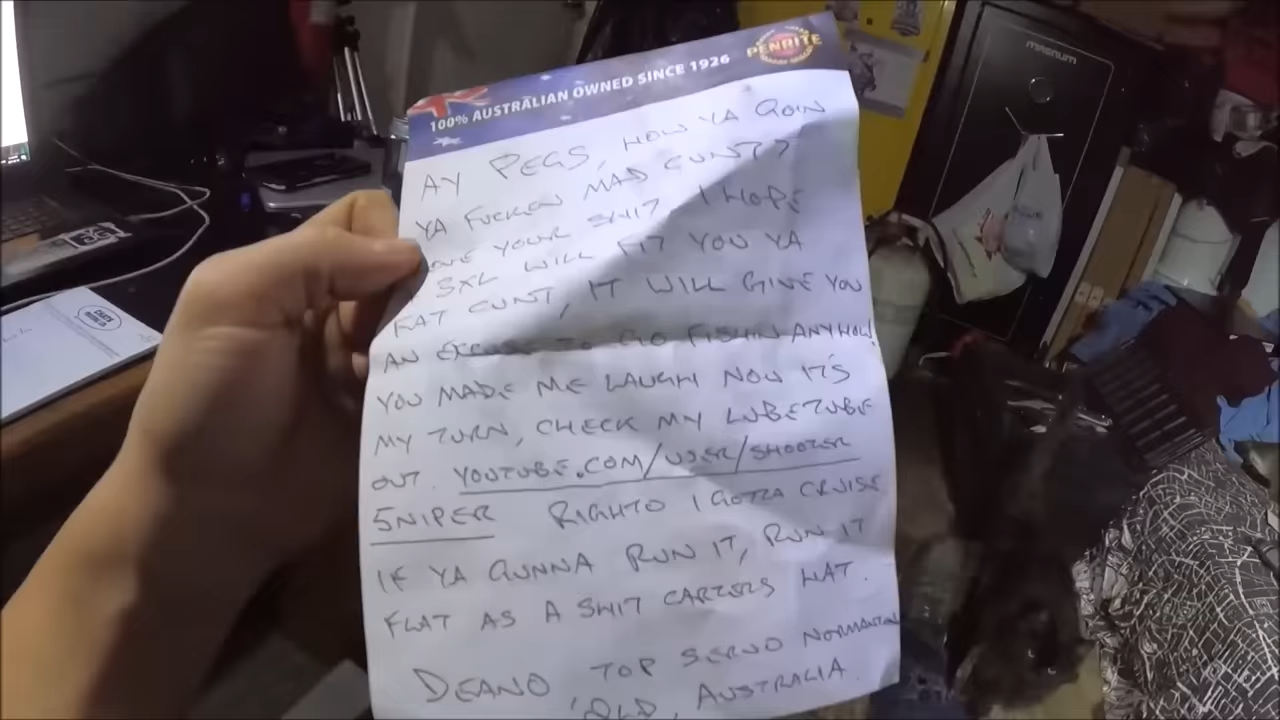 100% AUSTRALIAN OWNED SINCE 1926
PENRITE
AY PEGS, HOW YA GOIN
YA FUCKEN MAD CUNT??
YOUR SHIT, I HOPE
3XL WILL FIT YOU YA
FAT CUNT, IT WILL GIVE YOU
AN EXCUSE TO GO FISHIN ANYHOW!
YOU MADE ME LAUGH NOW IT'S
MY TURN, CHECK MY LUBETUBE
OUT. YOUTUBE.COM/USER/SHOOTER
SNIPER RIGHTO I GOTTA CRUISE
IF YA GUNNA RUN IT, RUN IT
FLAT AS A SHIT CARTERS HAT.
DEANO TOP SERVO NORMANTON
QLD, AUSTRALIA.
MAGNUM